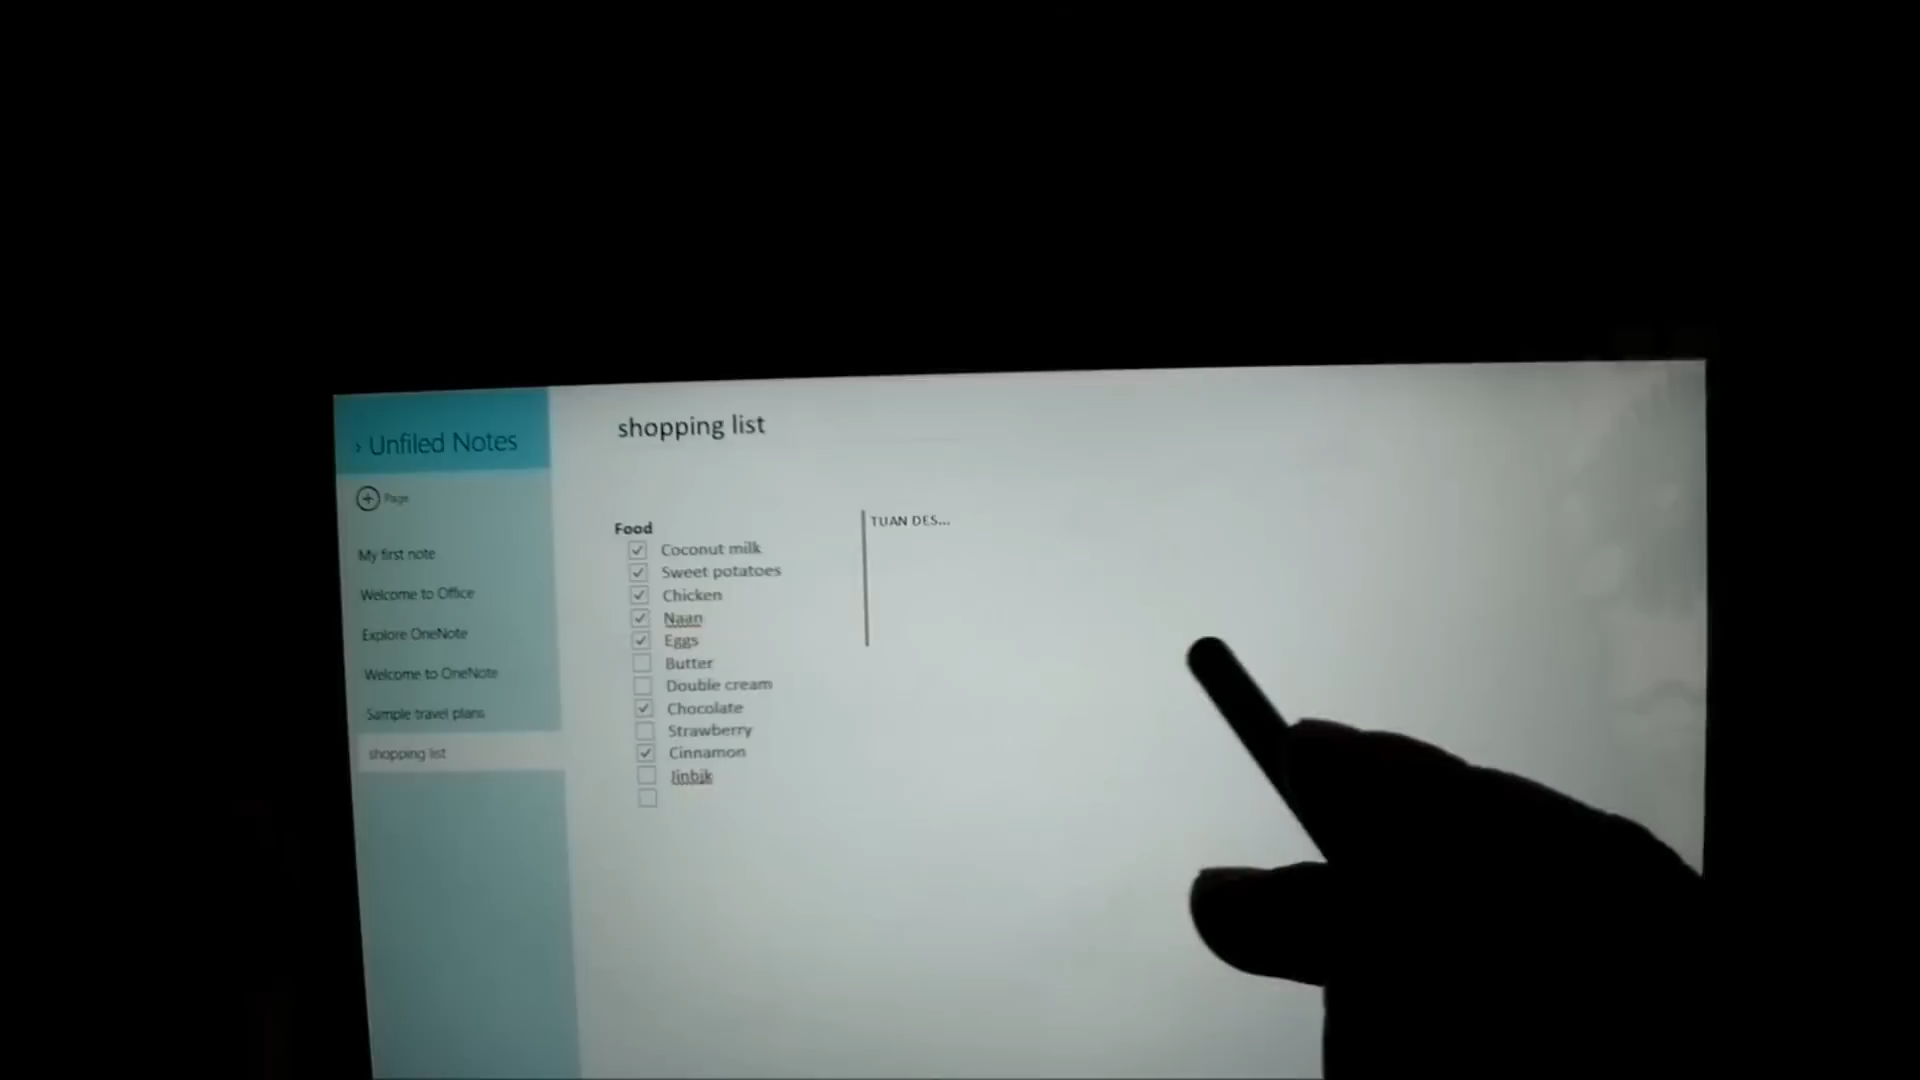 › Unfiled Notes
Page
My first note
Welcome to Office
Explore OneNote
Welcome to OneNote
Sample travel plans
shopping list
shopping list
Food
Coconut milk
Sweet potatoes
Chicken
Naan
Eggs
Butter
Double cream
Chocolate
Strawberry
Cinnamon
Jinbjk
TUAN DES...